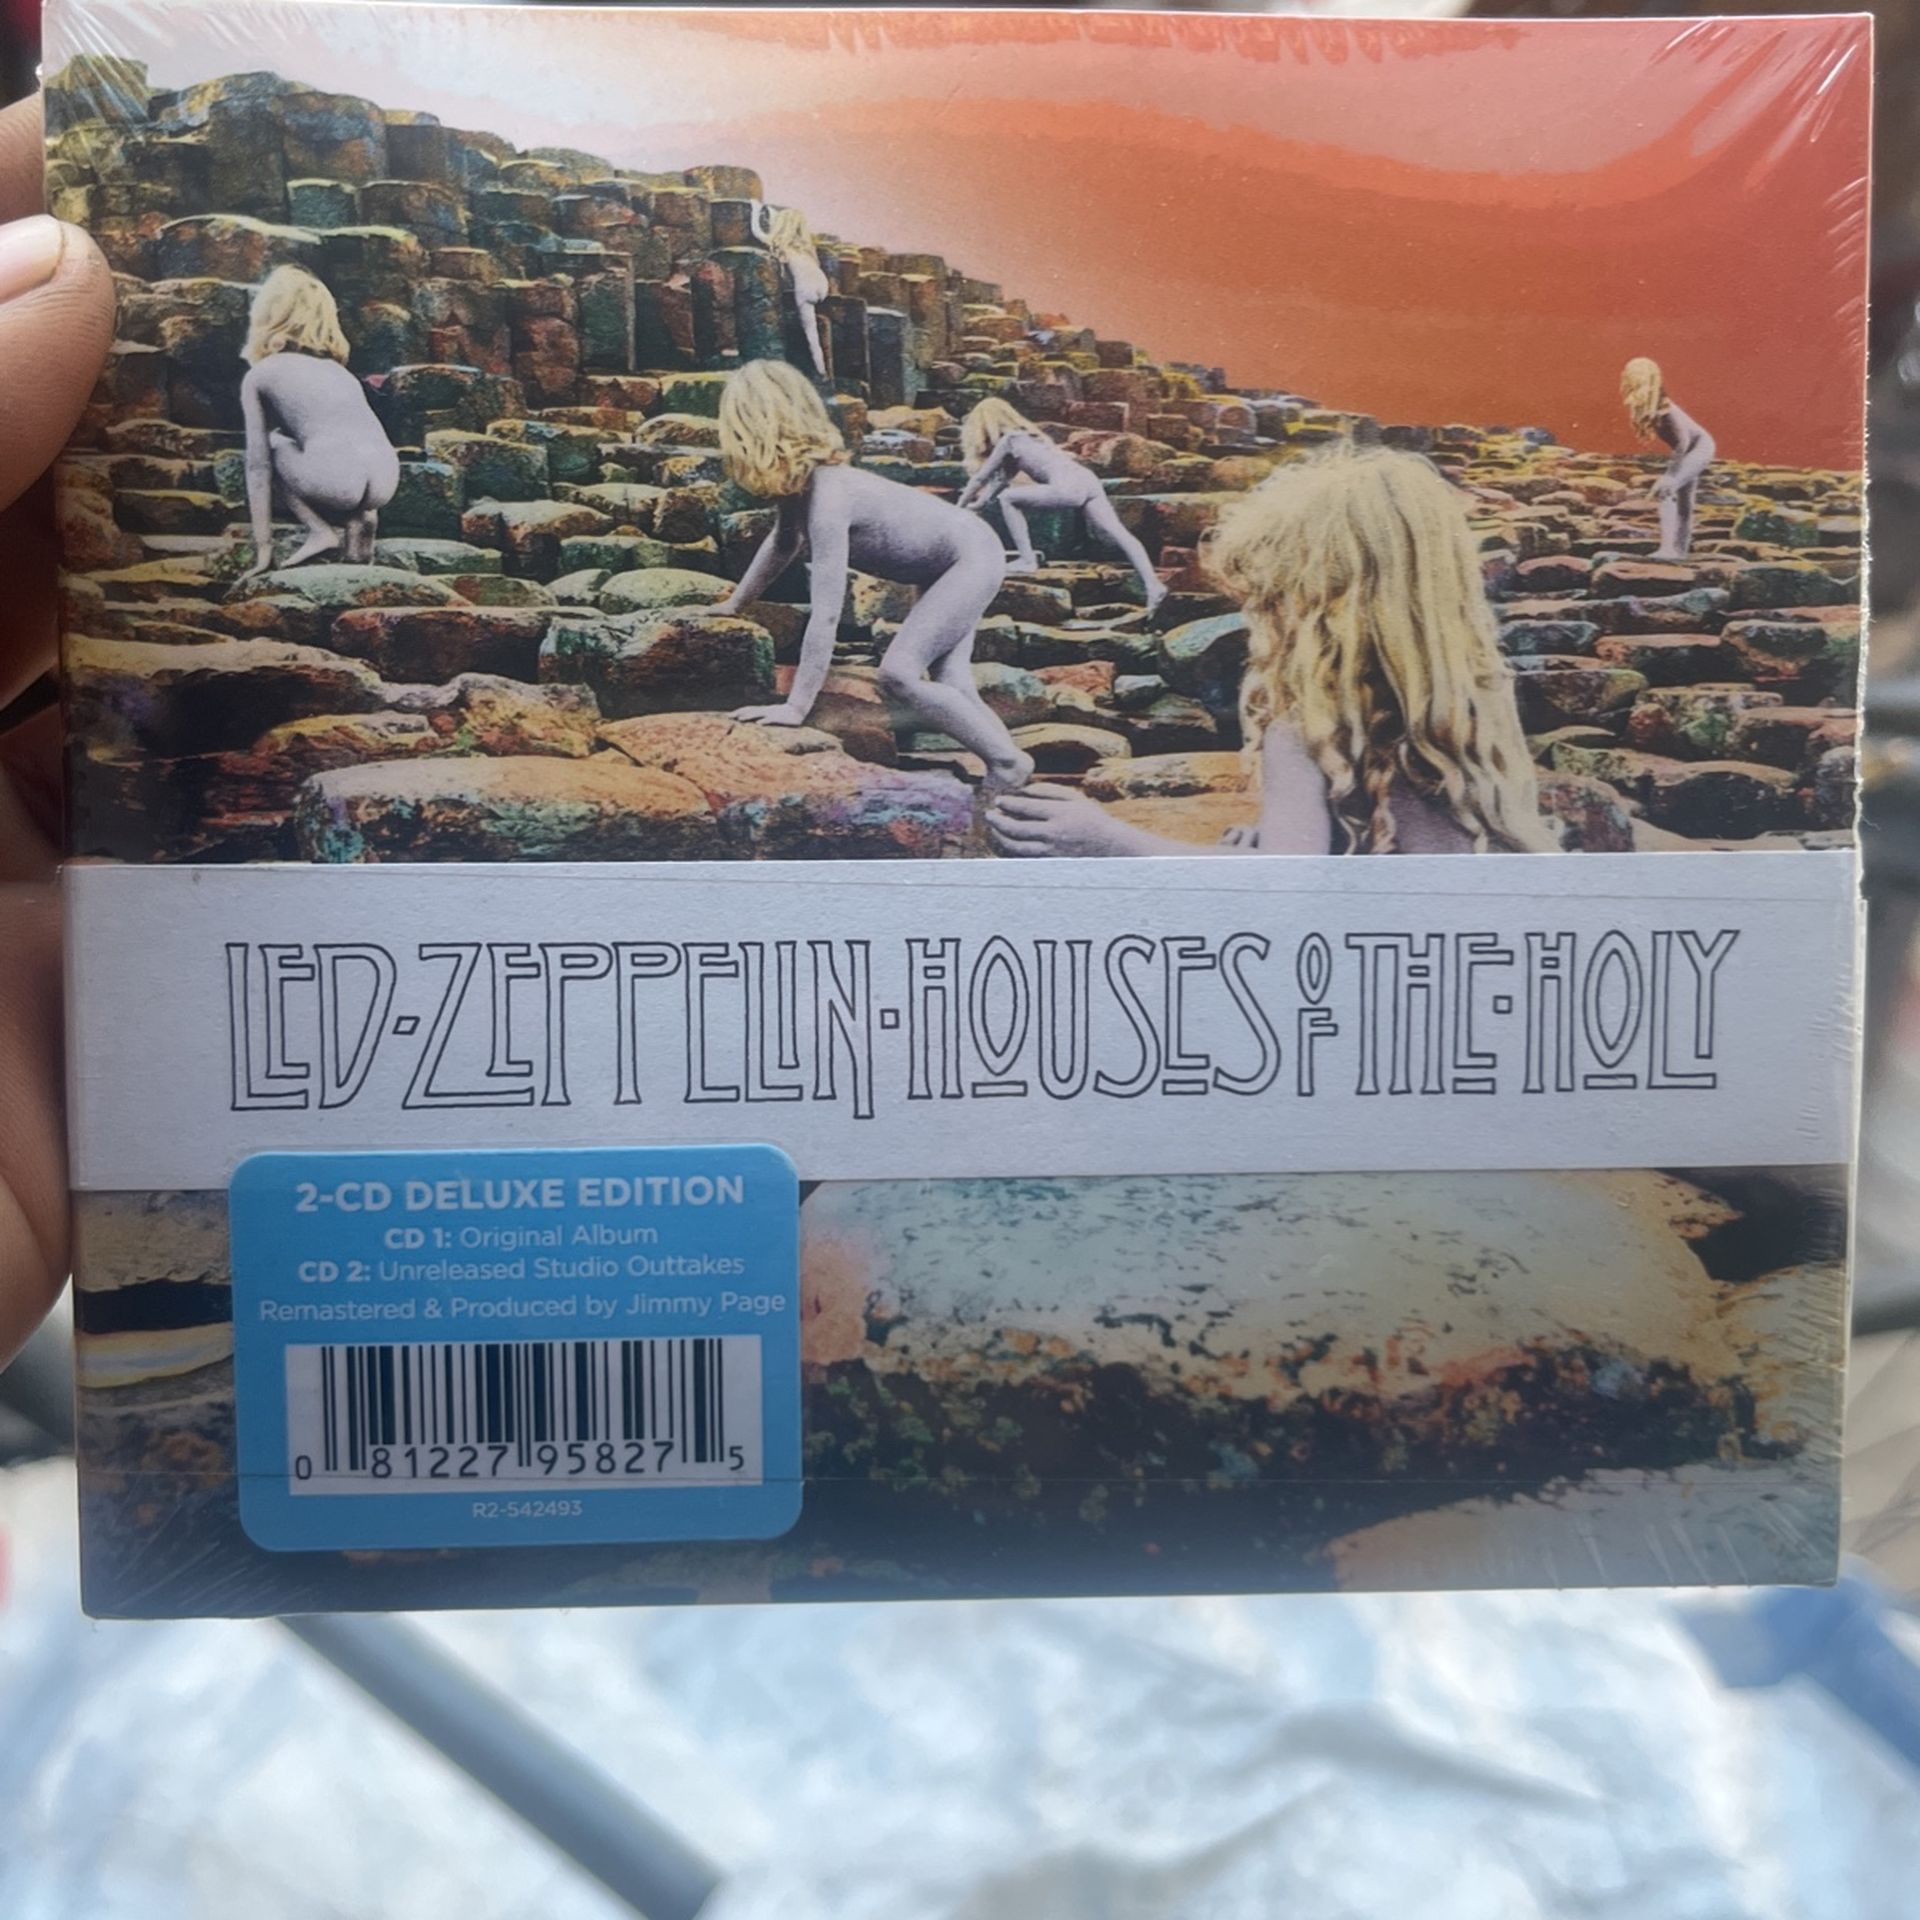 LED·ZEPPELIN·HOUSES OF THE·HOLY
2-CD DELUXE EDITION
CD 1: Original Album
CD 2: Unreleased Studio Outtakes
Remastered & Produced by Jimmy Page
0 81227 95827 5
R2-542493